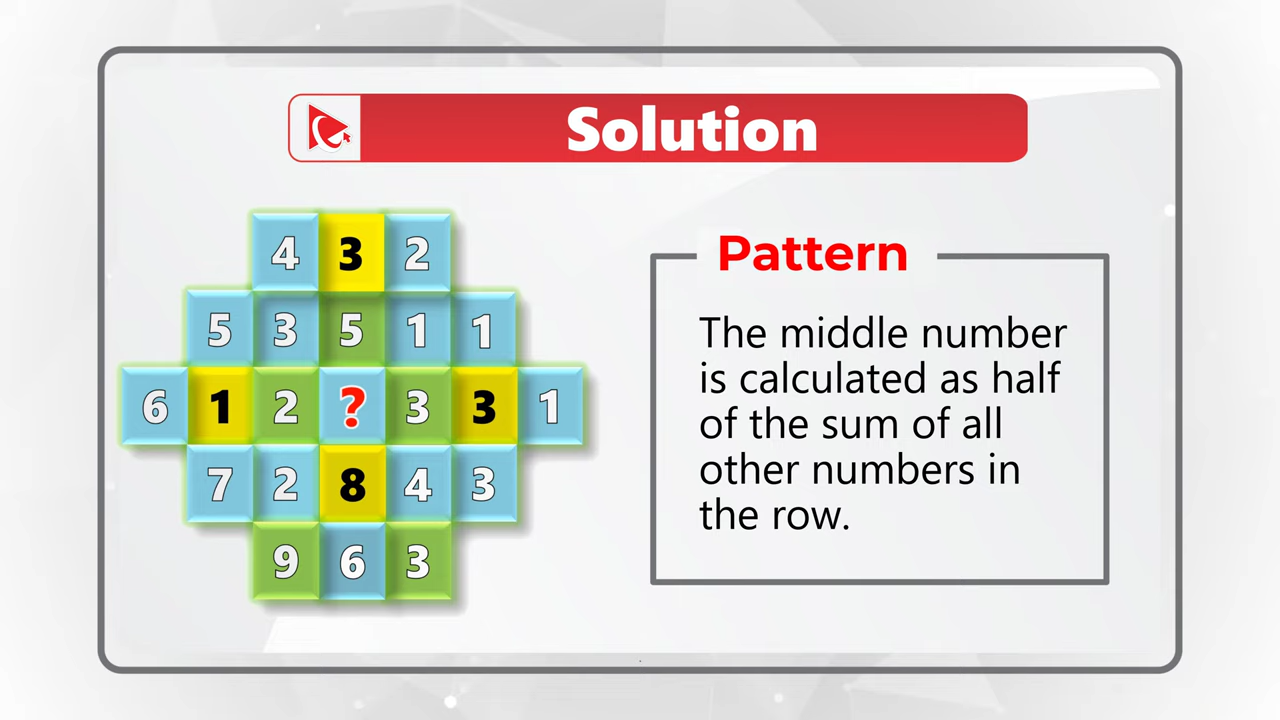 Solution
4 3 2
5 3 5 1 1
6 1 2 ? 3 3 1
7 2 8 4 3
9 6 3
Pattern
The middle number
is calculated as half
of the sum of all
other numbers in
the row.